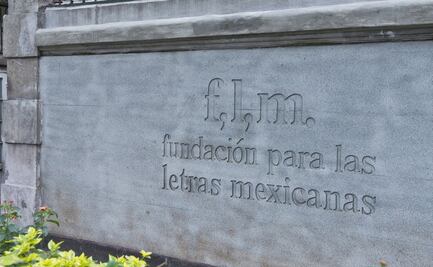 f,l,m.
fundación para las
letras mexicanas